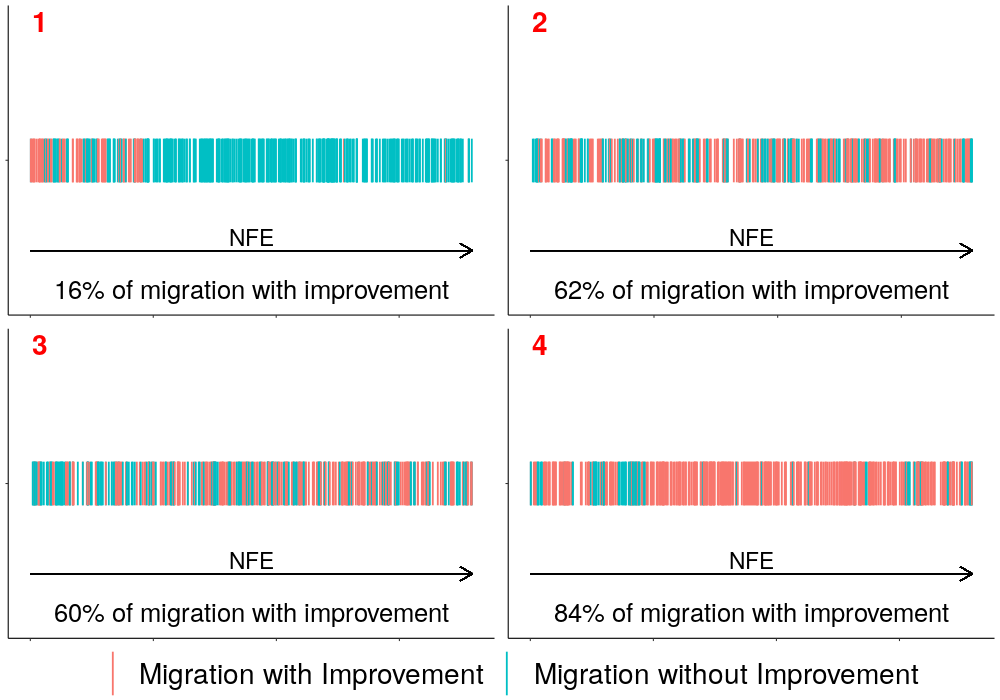 1
NFE
16% of migration with improvement
2
NFE
62% of migration with improvement
3
NFE
60% of migration with improvement
4
NFE
84% of migration with improvement
Migration with Improvement
Migration without Improvement